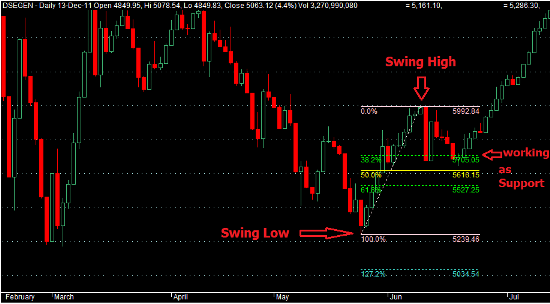 DSEGEN - Daily 13-Dec-11 Open 4849.95, Hi 5078.54, Lo 4849.83, Close 5063.12 (4.4%) Vol 3,270,990,080 = 5,161.10, = 5,286.30,
Swing High
0.0% 5992.84
38.2% 5705.05
working
as
Support
50.0% 5616.15
61.8% 5527.25
Swing Low
100.0% 5239.46
127.2% 5034.54
February March April May Jun Jul